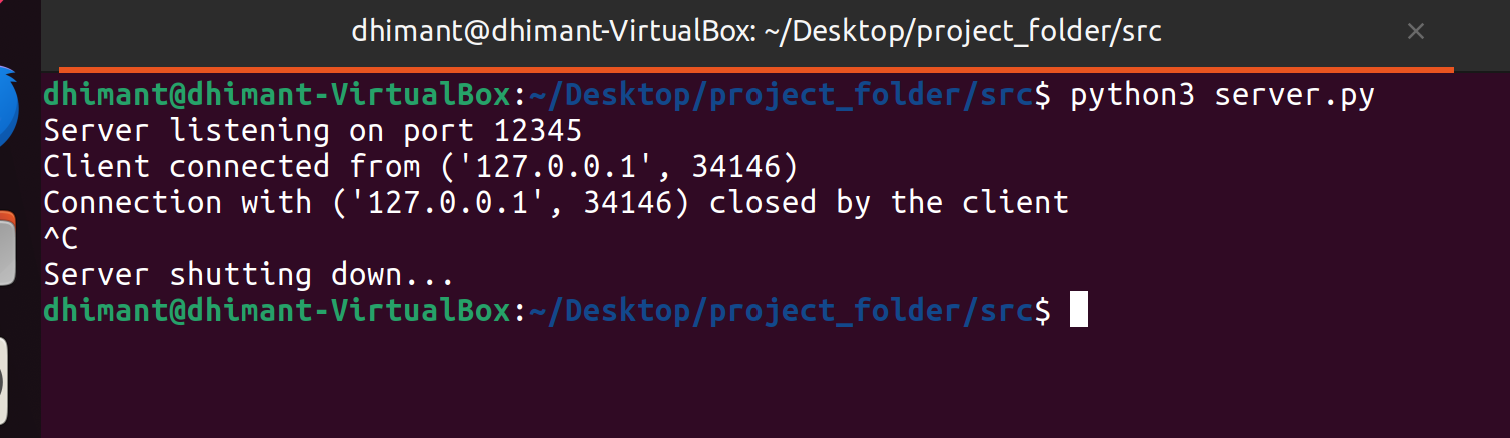 dhimant@dhimant-VirtualBox: ~/Desktop/project_folder/src
dhimant@dhimant-VirtualBox:~/Desktop/project_folder/src$ python3 server.py
Server listening on port 12345
Client connected from ('127.0.0.1', 34146)
Connection with ('127.0.0.1', 34146) closed by the client
^C
Server shutting down...
dhimant@dhimant-VirtualBox:~/Desktop/project_folder/src$